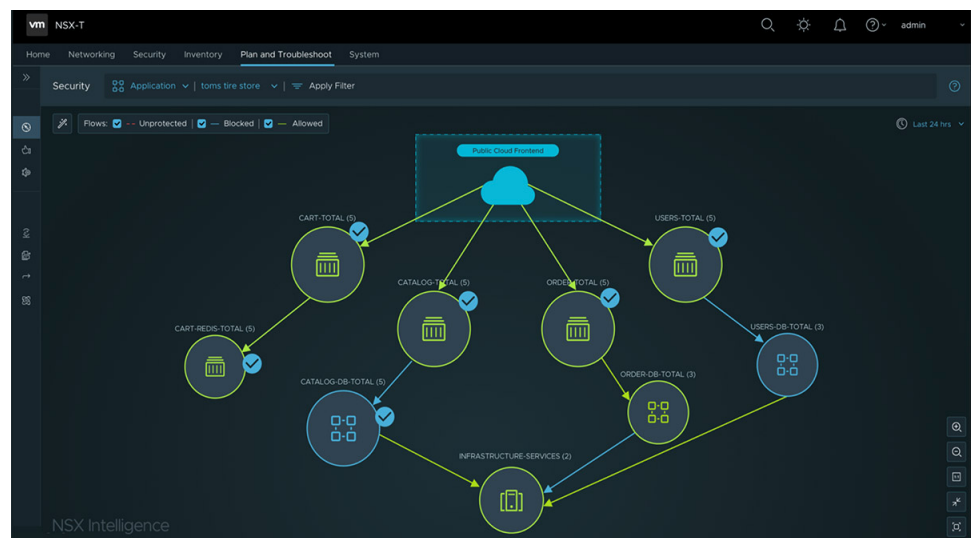 vm NSX-T
admin
Home Networking Security Inventory Plan and Troubleshoot System
Security Application | toms tire store | Apply Filter
Flows: -- Unprotected | — Blocked | — Allowed
Last 24 hrs
Public Cloud Frontend
CART-TOTAL (5)
USERS-TOTAL (5)
CATALOG-TOTAL (5)
ORDER-TOTAL (5)
CART-REDIS-TOTAL (5)
USERS-DB-TOTAL (3)
CATALOG-DB-TOTAL (5)
ORDER-DB-TOTAL (3)
INFRASTRUCTURE-SERVICES (2)
NSX Intelligence